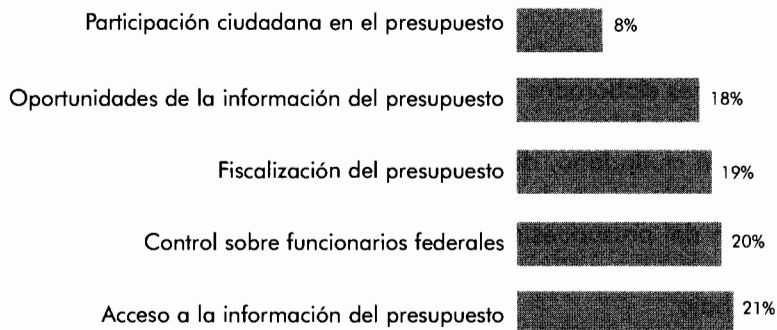 Participación ciudadana en el presupuesto 8%
Oportunidades de la información del presupuesto 18%
Fiscalización del presupuesto 19%
Control sobre funcionarios federales 20%
Acceso a la información del presupuesto 21%